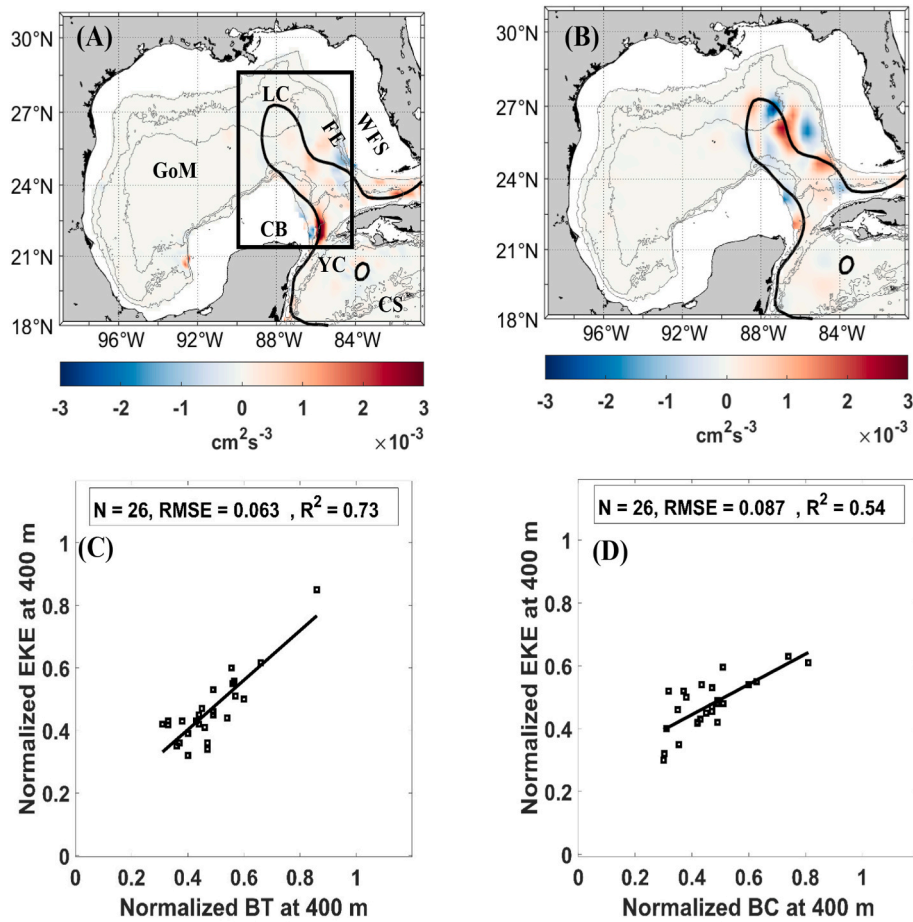 (A)
30°N
27°N
24°N
21°N
18°N
LC
FE
WFS
GoM
CB
YC
CS
96°W 92°W 88°W 84°W
-3 -2 -1 0 1 2 3
cm²s⁻³
×10⁻³
(B)
30°N
27°N
24°N
21°N
18°N
96°W 92°W 88°W 84°W
-3 -2 -1 0 1 2 3
cm²s⁻³
×10⁻³
N = 26, RMSE = 0.063 , R² = 0.73
(C)
Normalized EKE at 400 m
1
0.8
0.6
0.4
0.2
0
0 0.2 0.4 0.6 0.8 1
Normalized BT at 400 m
N = 26, RMSE = 0.087 , R² = 0.54
(D)
Normalized EKE at 400 m
1
0.8
0.6
0.4
0.2
0
0 0.2 0.4 0.6 0.8 1
Normalized BC at 400 m